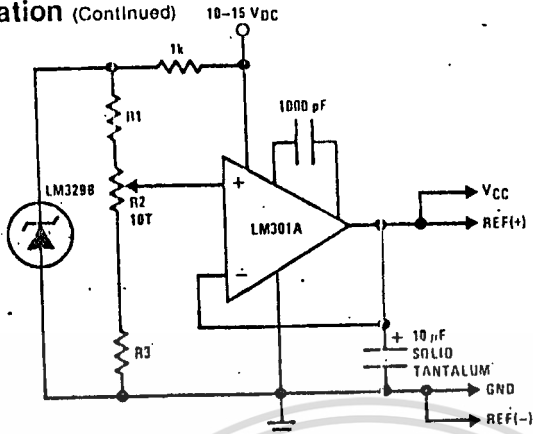 ation (Continued)
10-15 VDC
1k
1000 pF
R1
LM329B
R2
10T
+
LM301A
-
VCC
REF(+)
R3
+ 10 µF
SOLID
TANTALUM
GND
REF(-)